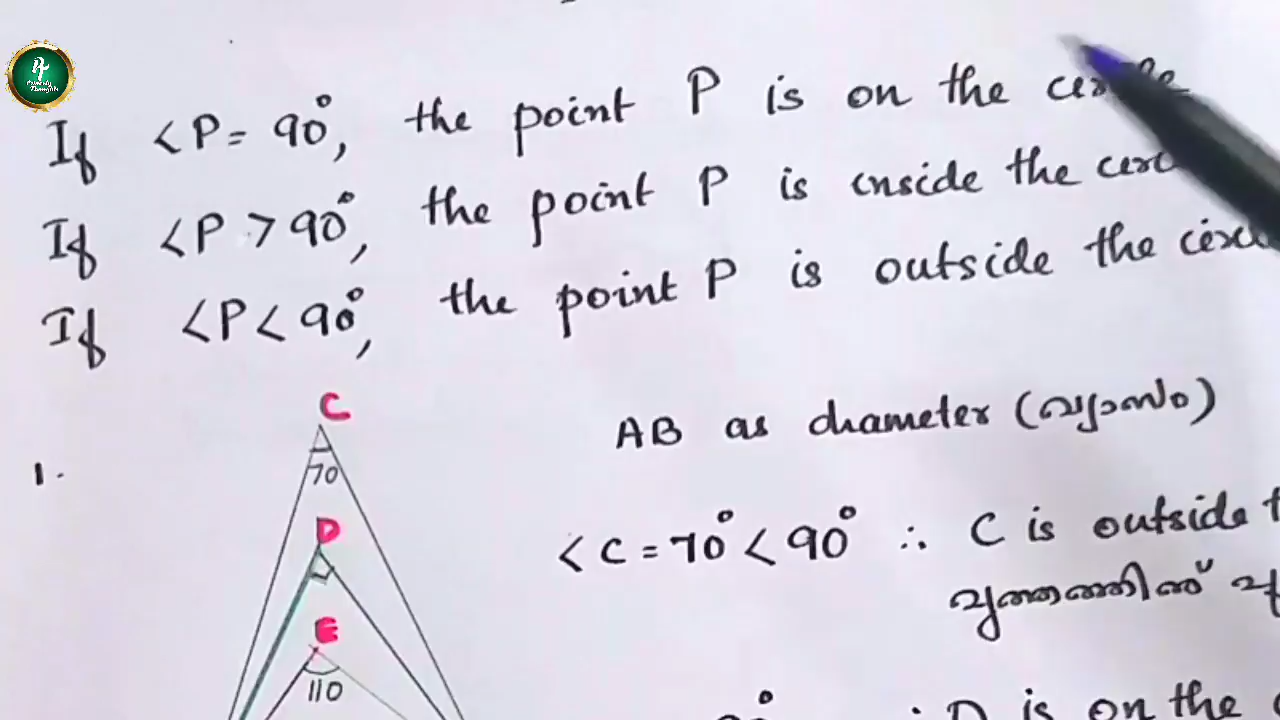 If <P = 90°, the point P is on the
If <P > 90°, the point P is inside the
If <P < 90°, the point P is outside the
C
1.
70
D
E
110
AB as diameter (വ്യാസം)
<C = 70° < 90° ∴ C is outside
വൃത്തത്തിന്
∴ D is on the